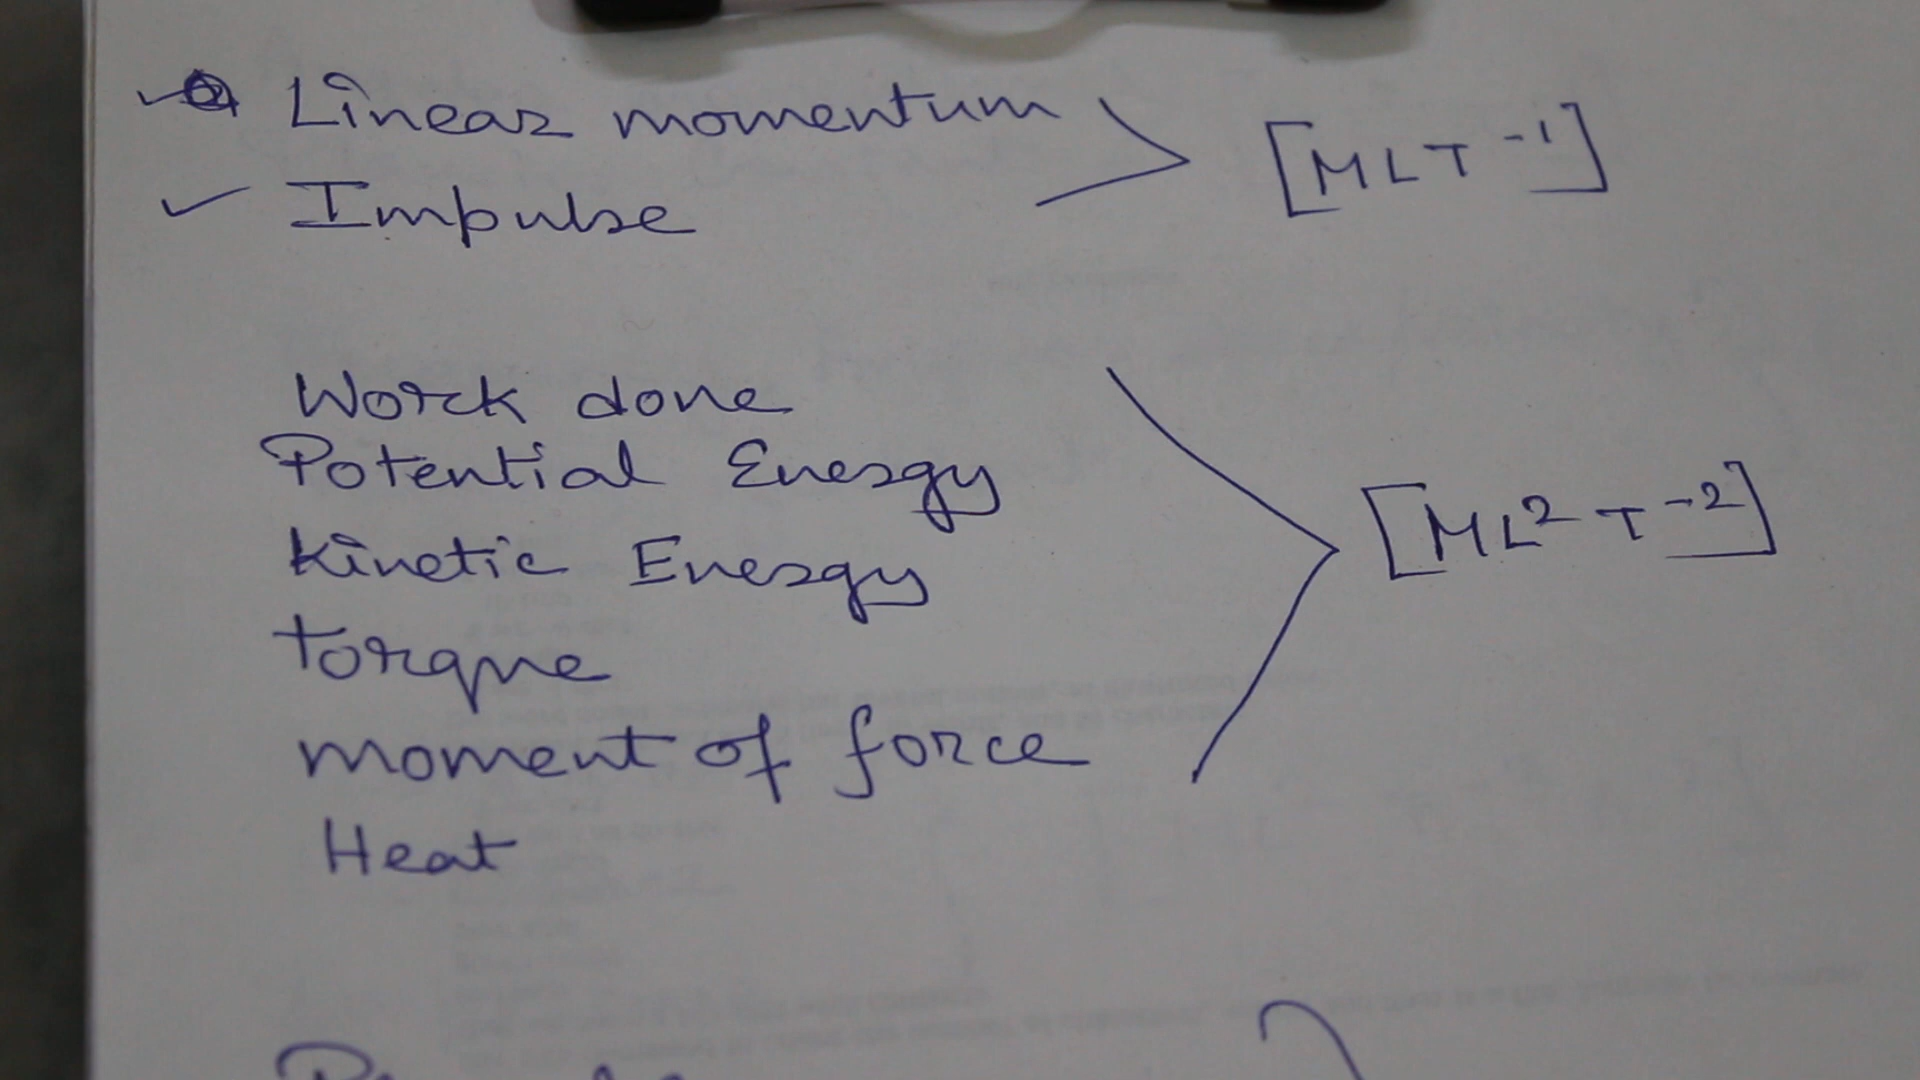 Linear momentum
Impulse
[MLT⁻¹]
Work done
Potential Energy
Kinetic Energy
Torque
moment of force
Heat
[ML²T⁻²]